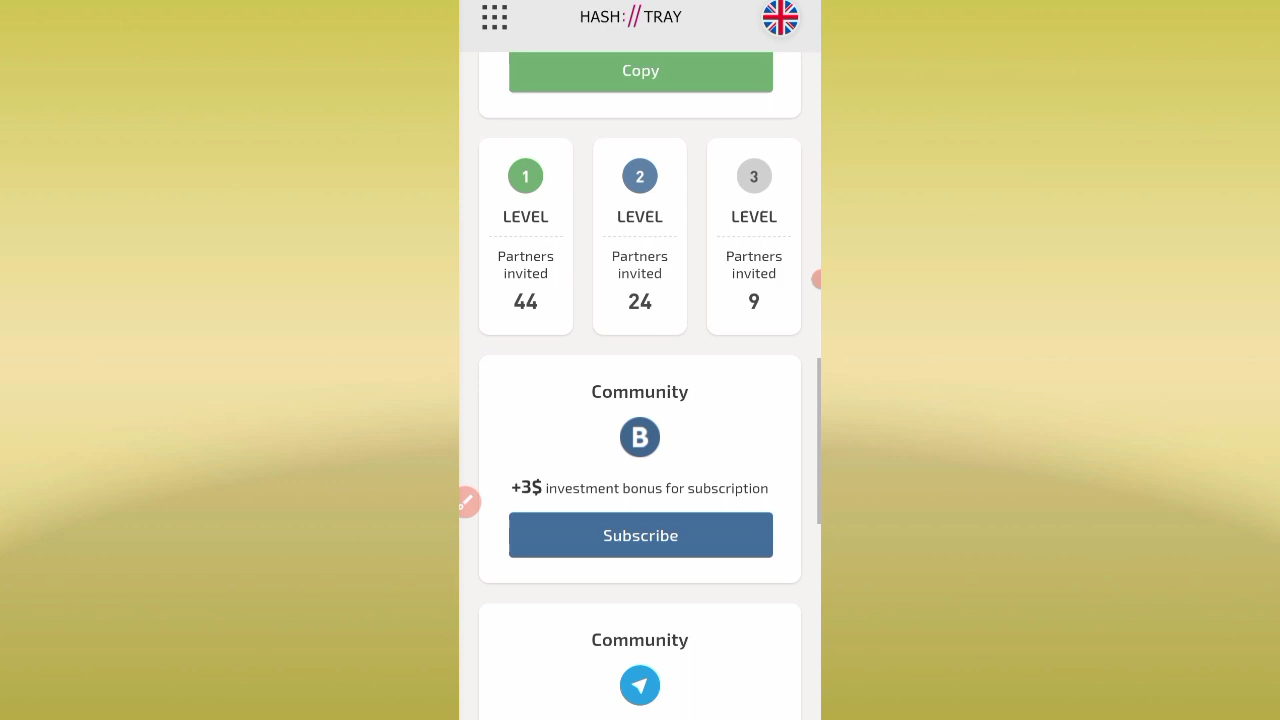 HASH:// TRAY
Copy
1
LEVEL
Partners
invited
44
2
LEVEL
Partners
invited
24
3
LEVEL
Partners
invited
9
Community
B
+3$ investment bonus for subscription
Subscribe
Community